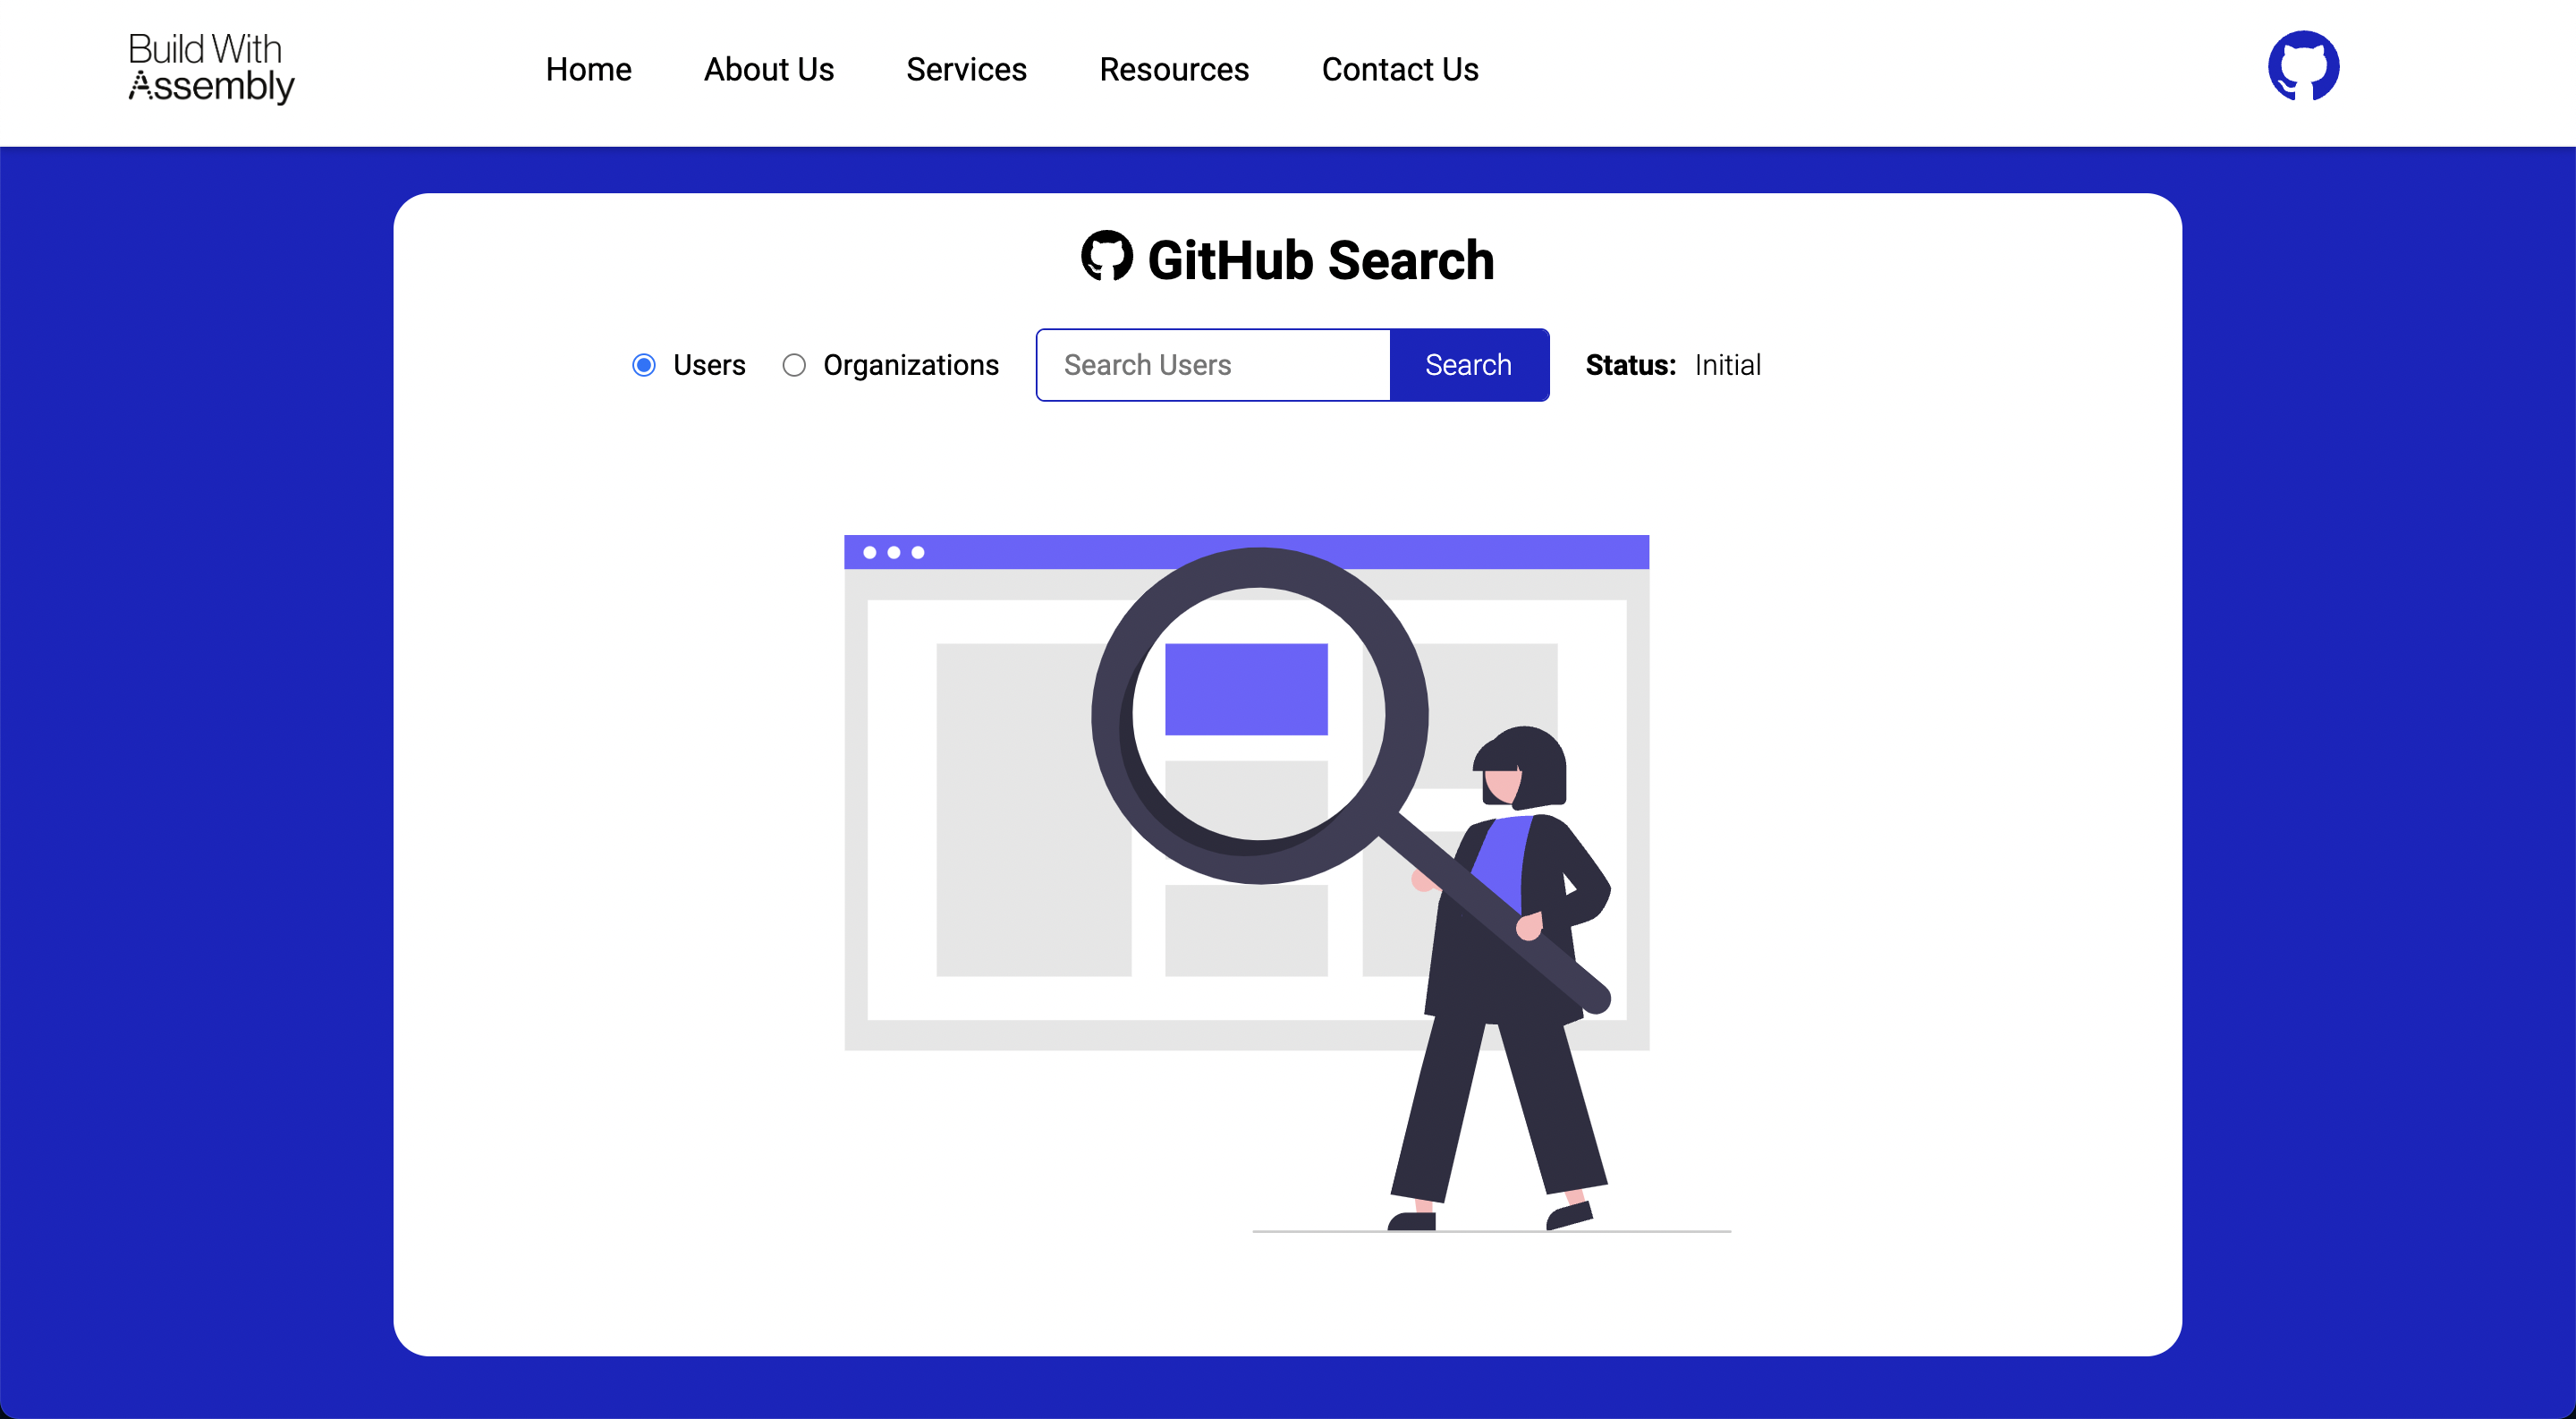 Build With
Assembly
Home About Us Services Resources Contact Us
GitHub Search
Users Organizations Search Users Search Status: Initial